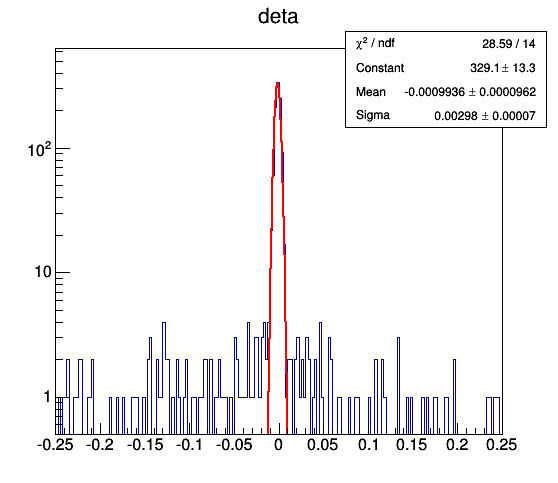 deta
χ² / ndf 28.59 / 14
Constant 329.1 ± 13.3
Mean -0.0009936 ± 0.0000962
Sigma 0.00298 ± 0.00007
10²
10
1
-0.25 -0.2 -0.15 -0.1 -0.05 0 0.05 0.1 0.15 0.2 0.25